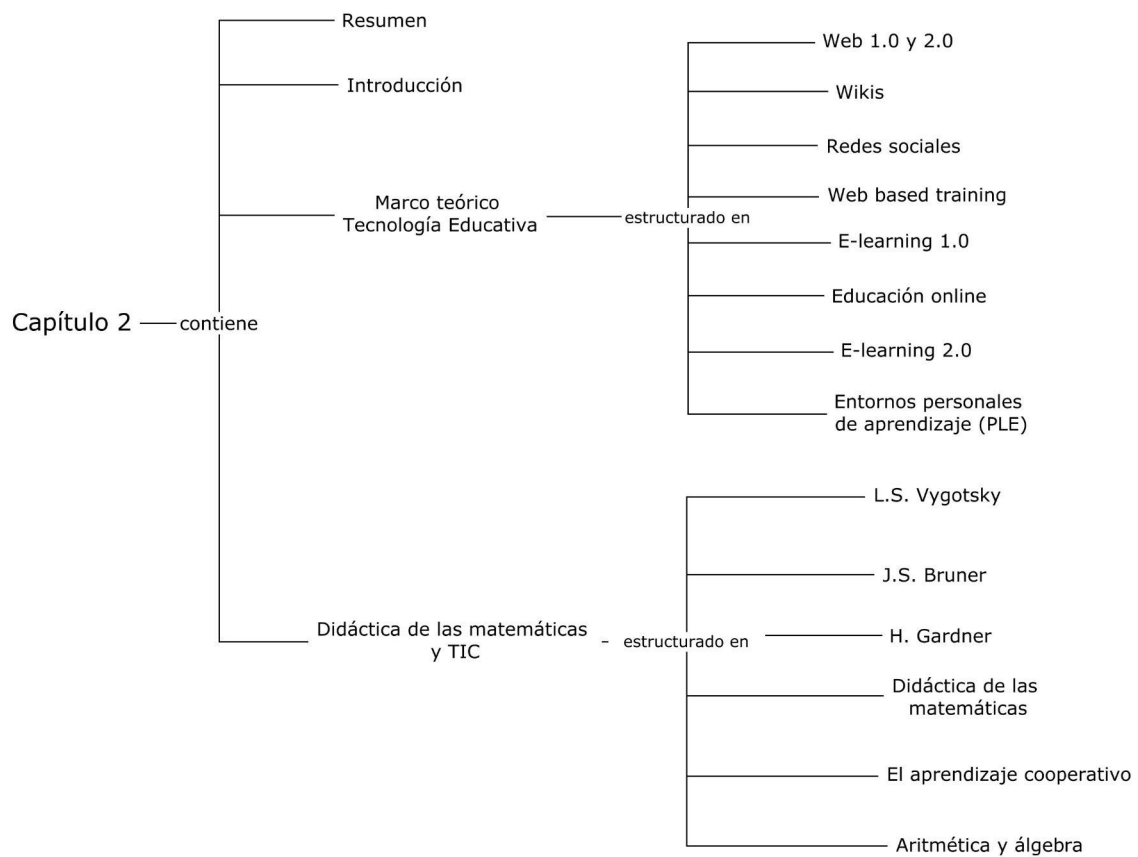 Capítulo 2
contiene
Resumen
Introducción
Marco teórico
Tecnología Educativa
estructurado en
Web 1.0 y 2.0
Wikis
Redes sociales
Web based training
E-learning 1.0
Educación online
E-learning 2.0
Entornos personales
de aprendizaje (PLE)
Didáctica de las matemáticas
y TIC
estructurado en
L.S. Vygotsky
J.S. Bruner
H. Gardner
Didáctica de las
matemáticas
El aprendizaje cooperativo
Aritmética y álgebra